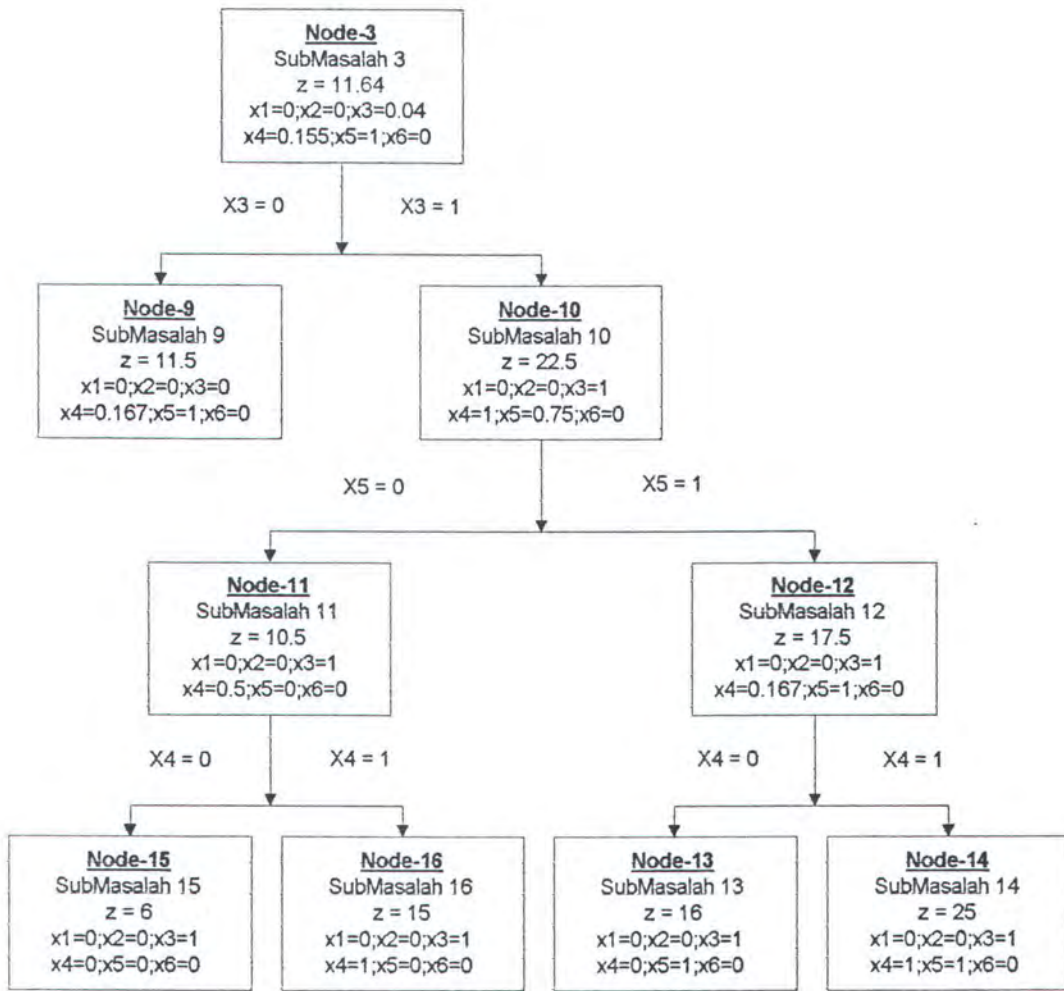 Node-3
SubMasalah 3
z = 11.64
x1=0;x2=0;x3=0.04
x4=0.155;x5=1;x6=0
X3 = 0
X3 = 1
Node-9
SubMasalah 9
z = 11.5
x1=0;x2=0;x3=0
x4=0.167;x5=1;x6=0
Node-10
SubMasalah 10
z = 22.5
x1=0;x2=0;x3=1
x4=1;x5=0.75;x6=0
X5 = 0
X5 = 1
Node-11
SubMasalah 11
z = 10.5
x1=0;x2=0;x3=1
x4=0.5;x5=0;x6=0
Node-12
SubMasalah 12
z = 17.5
x1=0;x2=0;x3=1
x4=0.167;x5=1;x6=0
X4 = 0
X4 = 1
X4 = 0
X4 = 1
Node-15
SubMasalah 15
z = 6
x1=0;x2=0;x3=1
x4=0;x5=0;x6=0
Node-16
SubMasalah 16
z = 15
x1=0;x2=0;x3=1
x4=1;x5=0;x6=0
Node-13
SubMasalah 13
z = 16
x1=0;x2=0;x3=1
x4=0;x5=1;x6=0
Node-14
SubMasalah 14
z = 25
x1=0;x2=0;x3=1
x4=1;x5=1;x6=0